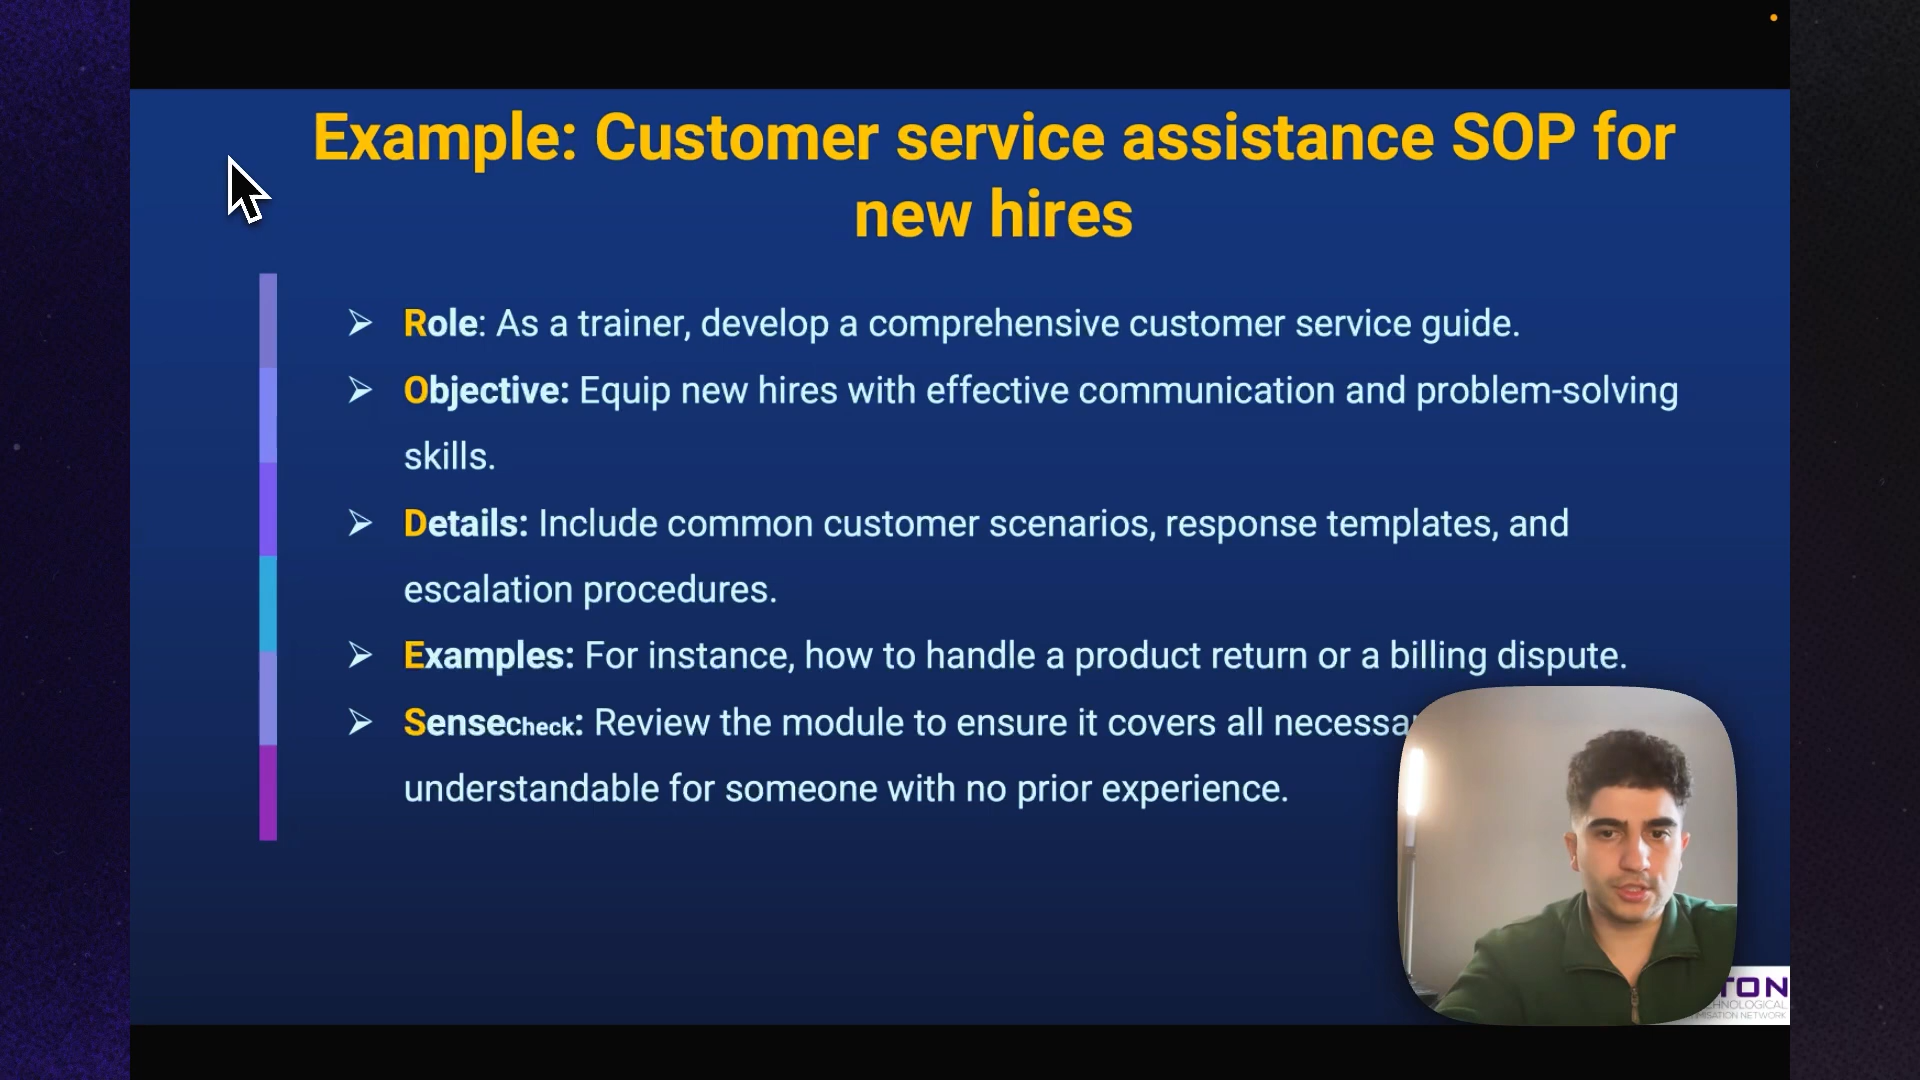 Example: Customer service assistance SOP for
new hires
➢ Role: As a trainer, develop a comprehensive customer service guide.
➢ Objective: Equip new hires with effective communication and problem-solving
skills.
➢ Details: Include common customer scenarios, response templates, and
escalation procedures.
➢ Examples: For instance, how to handle a product return or a billing dispute.
➢ SenseCheck: Review the module to ensure it covers all
understandable for someone with no prior experience.
NETWORK